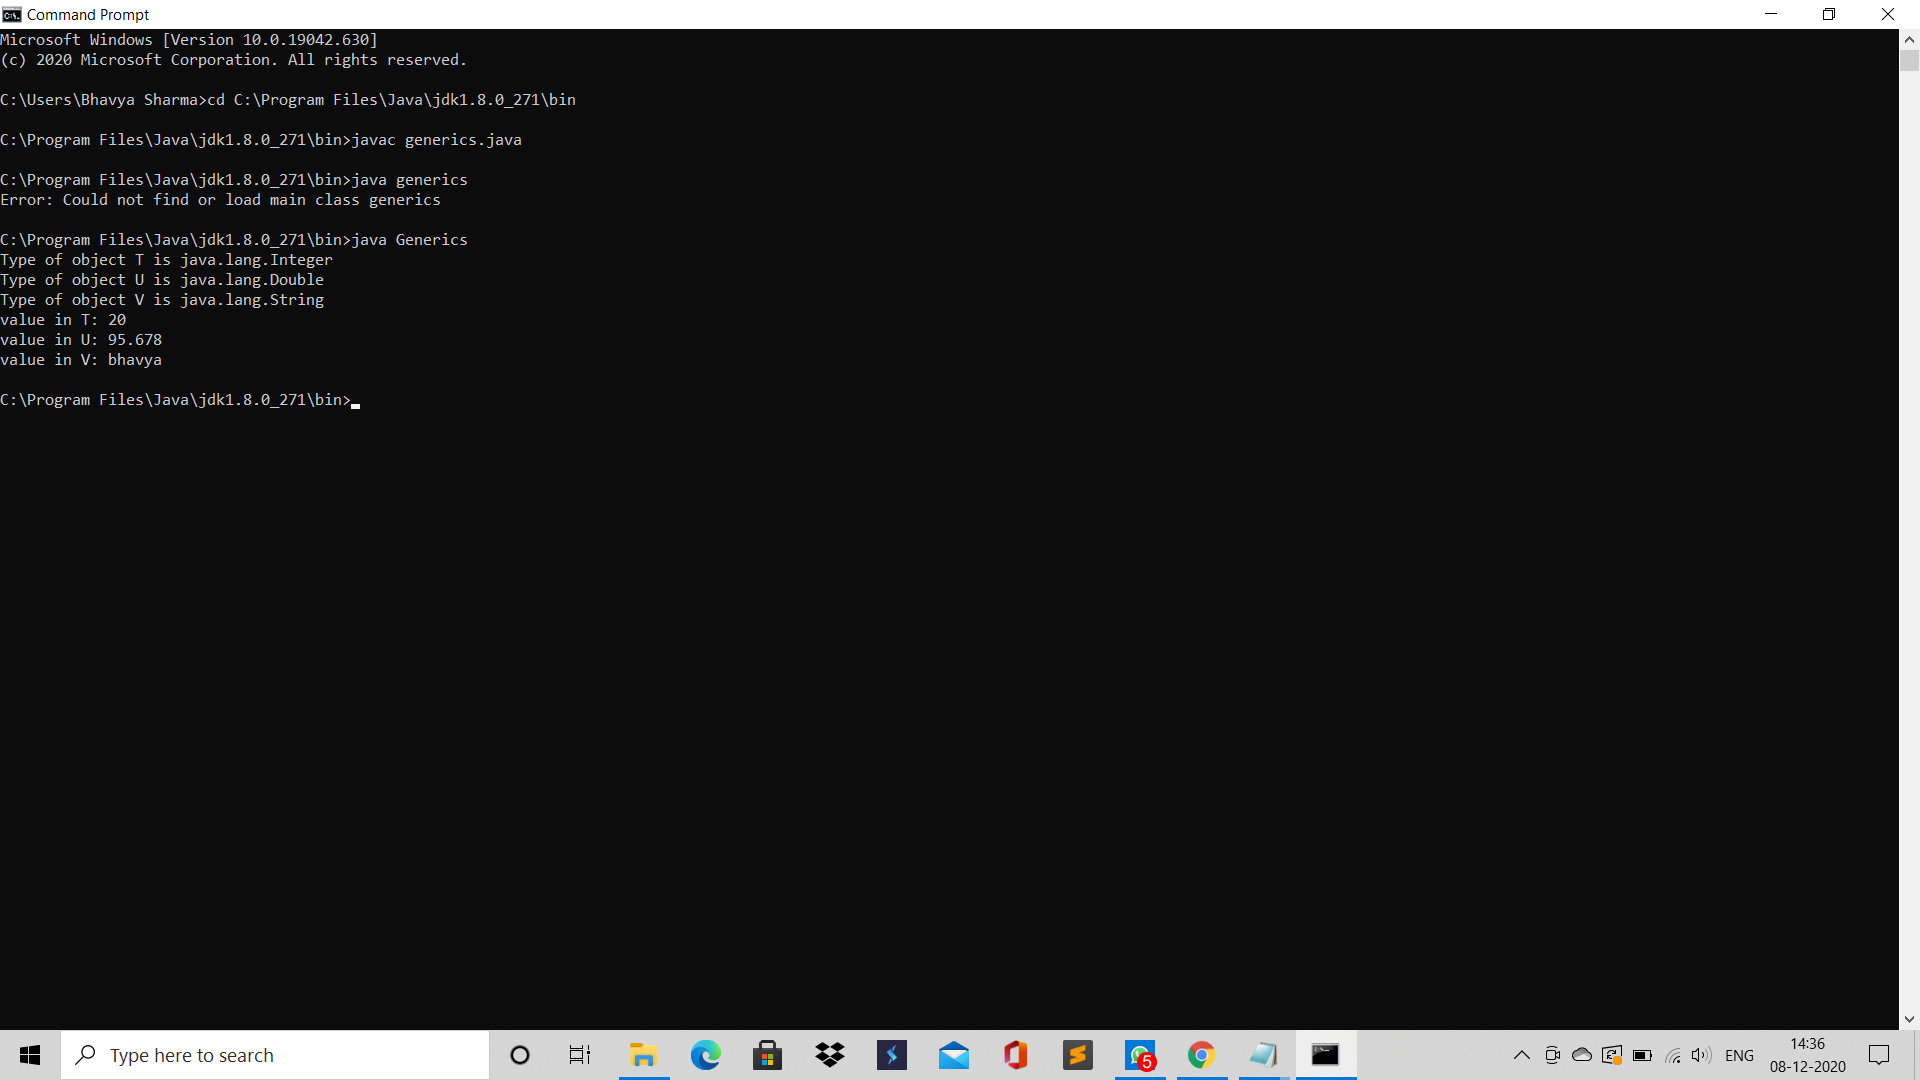 Command Prompt
Microsoft Windows [Version 10.0.19042.630]
(c) 2020 Microsoft Corporation. All rights reserved.
C:\Users\Bhavya Sharma>cd C:\Program Files\Java\jdk1.8.0_271\bin
C:\Program Files\Java\jdk1.8.0_271\bin>javac generics.java
C:\Program Files\Java\jdk1.8.0_271\bin>java generics
Error: Could not find or load main class generics
C:\Program Files\Java\jdk1.8.0_271\bin>java Generics
Type of object T is java.lang.Integer
Type of object U is java.lang.Double
Type of object V is java.lang.String
value in T: 20
value in U: 95.678
value in V: bhavya
C:\Program Files\Java\jdk1.8.0_271\bin>
Type here to search
5
ENG
14:36
08-12-2020